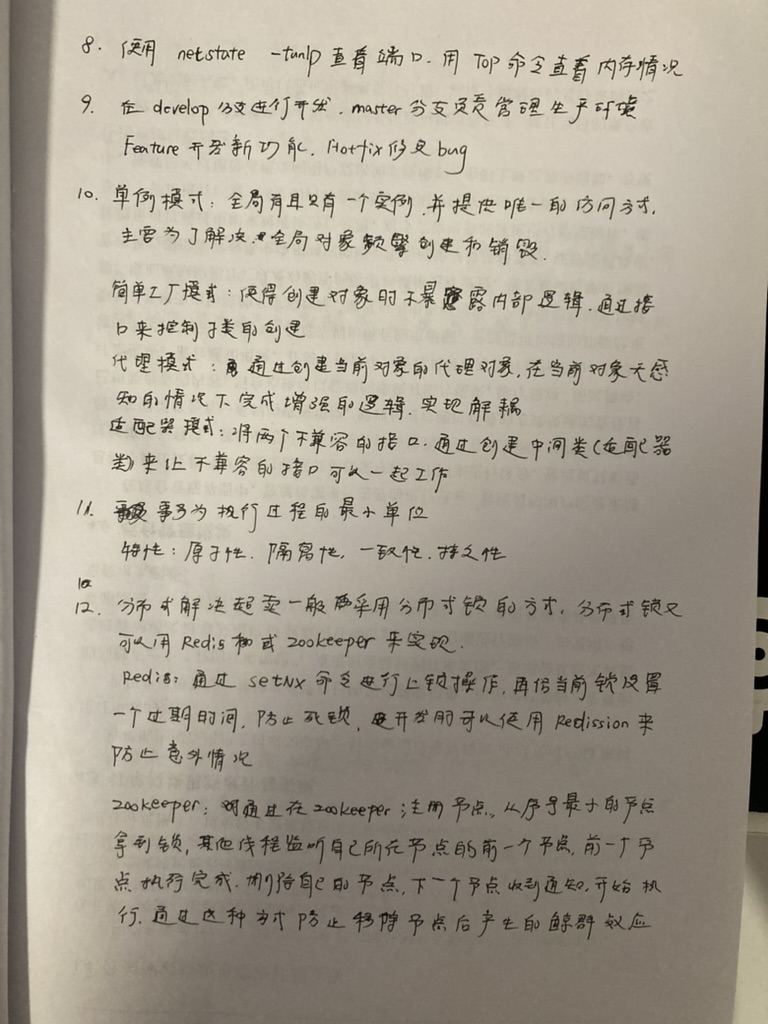 8. 使用 netstate -tunlp 查看端口. 用 Top 命令查看内存情况
9. 在 develop 分支进行开发. master 分支负责管理生产环境
Feature 开发新功能. Hotfix 修复 bug
10. 单例模式: 全局有且只有一个实例, 并提供唯一的访问方式,
主要为了解决 全局对象频繁创建和销毁.
简单工厂模式: 使得创建对象时不暴露内部逻辑. 通过接
口来控制子类的创建
代理模式: 通过创建当前对象的代理对象, 在当前对象无感
知的情况下完成增强的逻辑. 实现解耦
适配器模式: 将两个不兼容的接口. 通过创建中间类(适配器
类)来让不兼容的接口可以一起工作
11. 事务为执行过程的最小单位
特性: 原子性. 隔离性. 一致性. 持久性
12. 分布式解决超卖一般采用分布式锁的方式, 分布式锁又
可以用 Redis 或 zookeeper 来实现.
Redis: 通过 setNx 命令进行上锁操作, 再给当前锁设置
一个过期时间, 防止死锁, 开发时可以使用 Redission 来
防止意外情况
zookeeper: 通过在 zookeeper 注册节点, 从序号最小的节点
拿到锁, 其他线程监听自己所在节点的前一个节点, 前一个节
点执行完成. 删除自己的节点, 下一个节点收到通知, 开始执
行. 通过这种方式防止移除节点后产生的鲸群效应